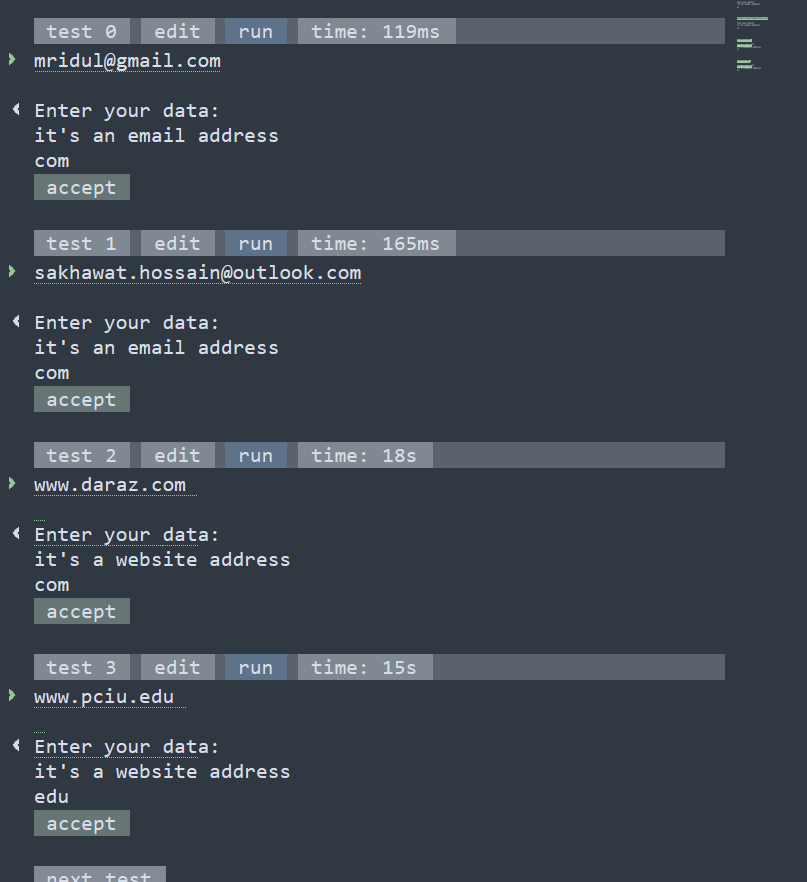 test 0 edit run time: 119ms
mridul@gmail.com
Enter your data:
it's an email address
com
accept
test 1 edit run time: 165ms
sakhawat.hossain@outlook.com
Enter your data:
it's an email address
com
accept
test 2 edit run time: 18s
www.daraz.com
Enter your data:
it's a website address
com
accept
test 3 edit run time: 15s
www.pciu.edu
Enter your data:
it's a website address
edu
accept
next test